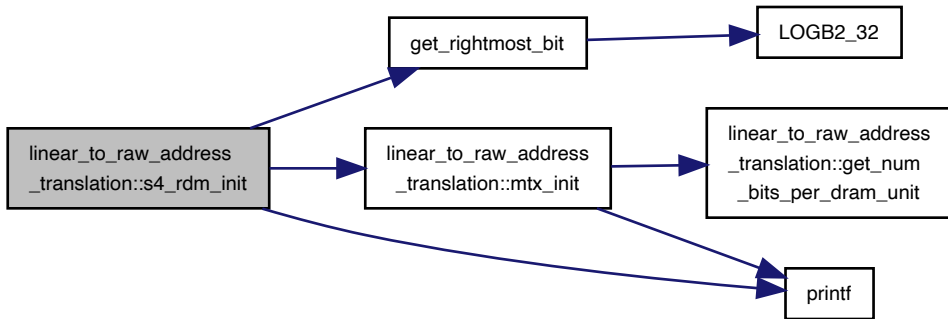 get_rightmost_bit
LOGB2_32
linear_to_raw_address
_translation::s4_rdm_init
linear_to_raw_address
_translation::mtx_init
linear_to_raw_address
_translation::get_num
_bits_per_dram_unit
printf